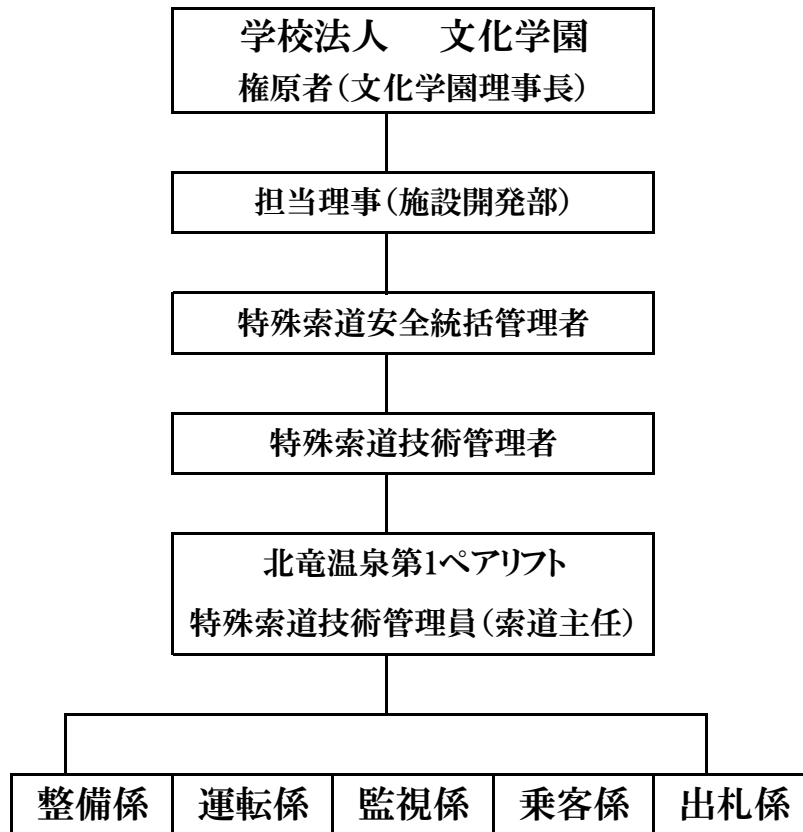 学校法人　文化学園
権原者（文化学園理事長）
担当理事（施設開発部）
特殊索道安全統括管理者
特殊索道技術管理者
北竜温泉第1ペアリフト
特殊索道技術管理員（索道主任）
整備係 運転係 監視係 乗客係 出札係